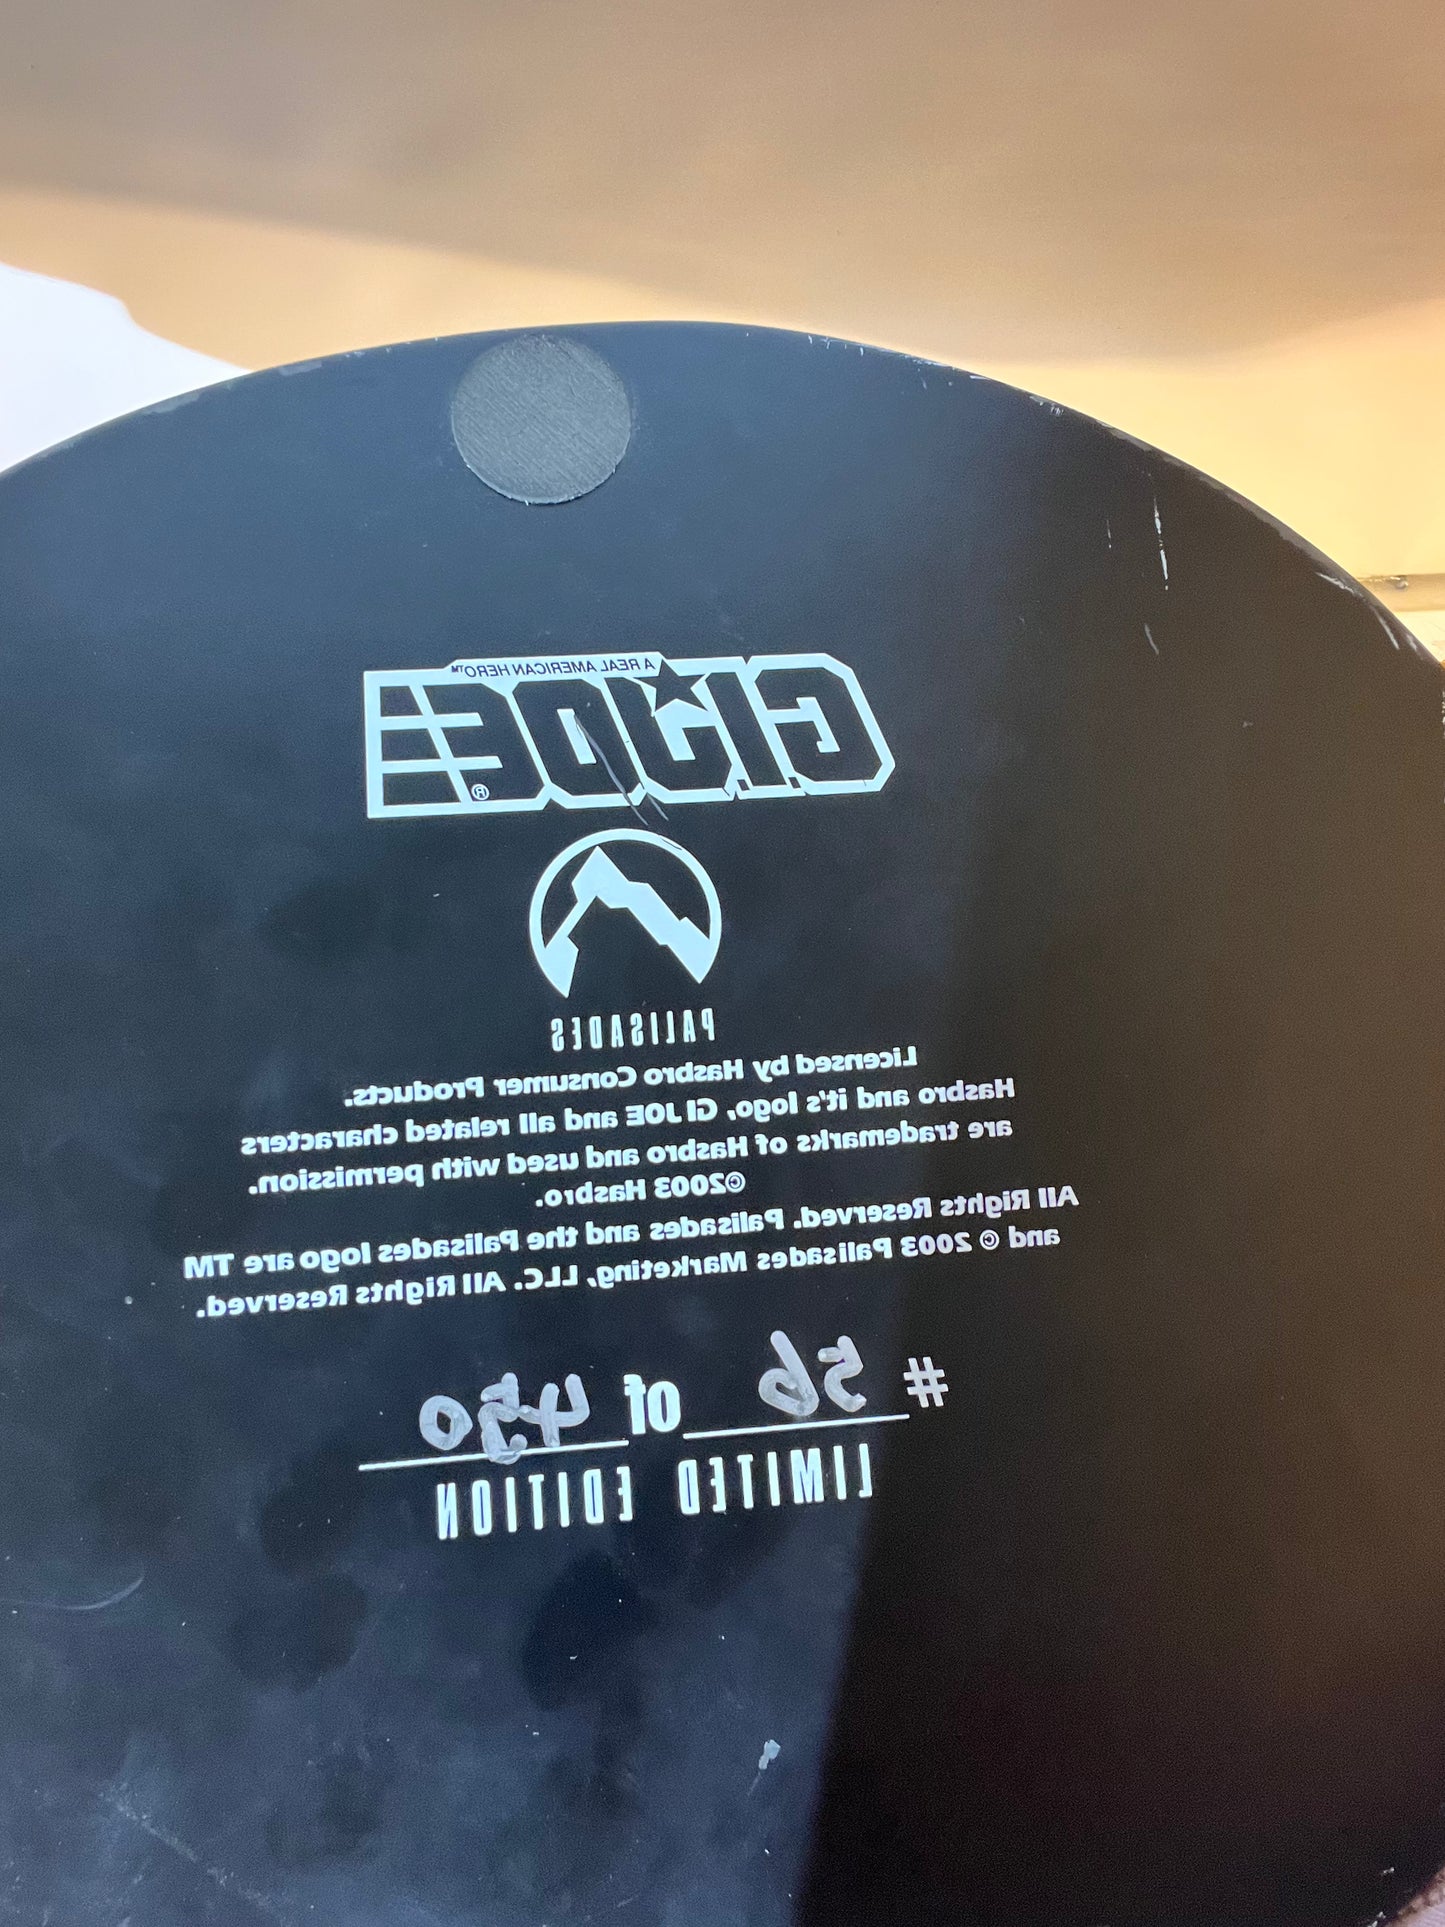 A REAL AMERICAN HERO™
G.I. JOE®
PALISADES
Licensed by Hasbro Consumer Products.
Hasbro and it's logo, GI JOE and all related characters
are trademarks of Hasbro and used with permission.
©2003 Hasbro.
All Rights Reserved. Palisades and the Palisades logo are TM
and © 2003 Palisades Marketing, LLC. All Rights Reserved.
# 56 of 450
LIMITED EDITION